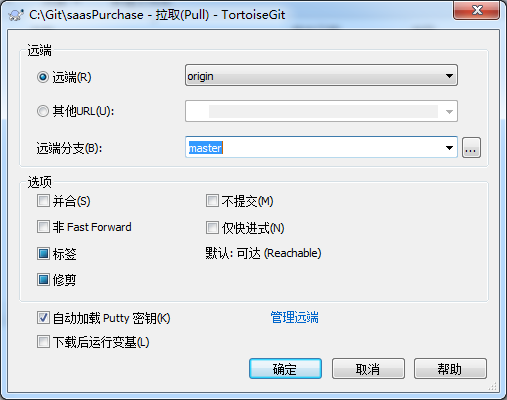 C:\Git\saasPurchase - 拉取(Pull) - TortoiseGit
远端
远端(R)
origin
其他URL(U):
远端分支(B):
master
...
选项
并合(S)
不提交(M)
非 Fast Forward
仅快进式(N)
标签
默认: 可达 (Reachable)
修剪
自动加载 Putty 密钥(K)
管理远端
下载后运行变基(L)
确定
取消
帮助